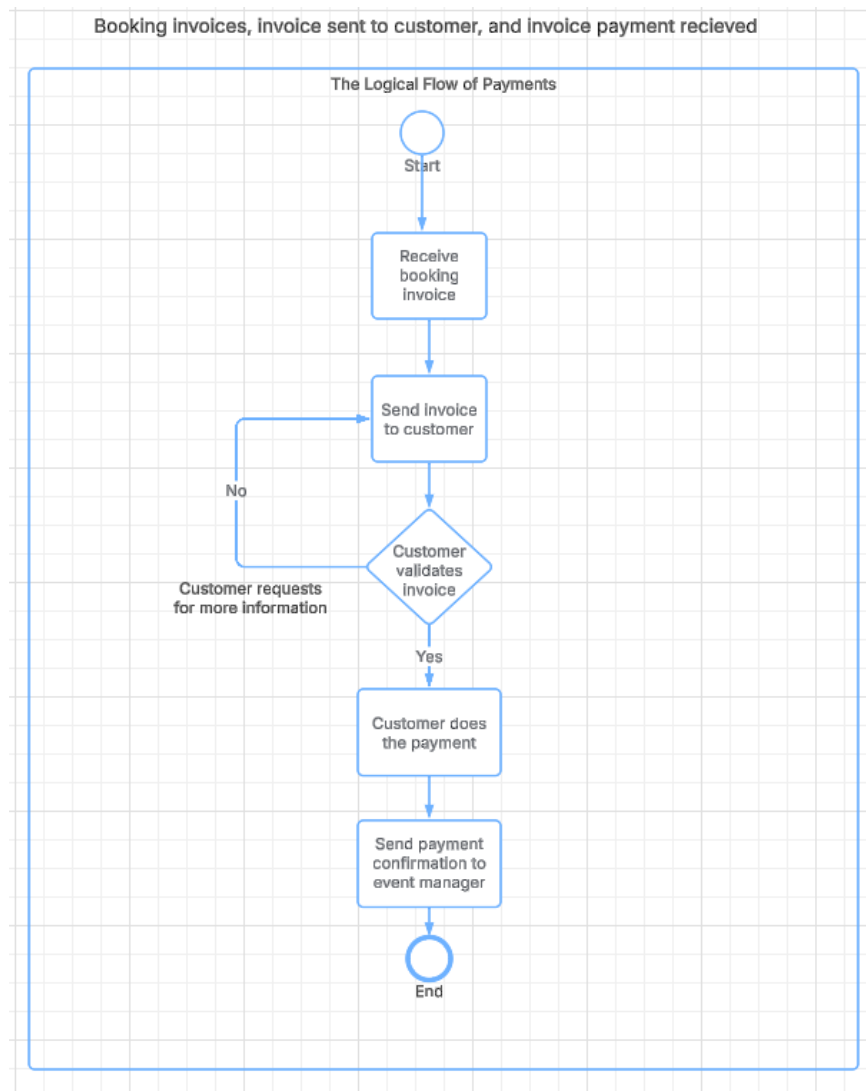 Booking invoices, invoice sent to customer, and invoice payment recieved
The Logical Flow of Payments
Start
Receive
booking
invoice
Send invoice
to customer
No
Customer
validates
invoice
Customer requests
for more information
Yes
Customer does
the payment
Send payment
confirmation to
event manager
End